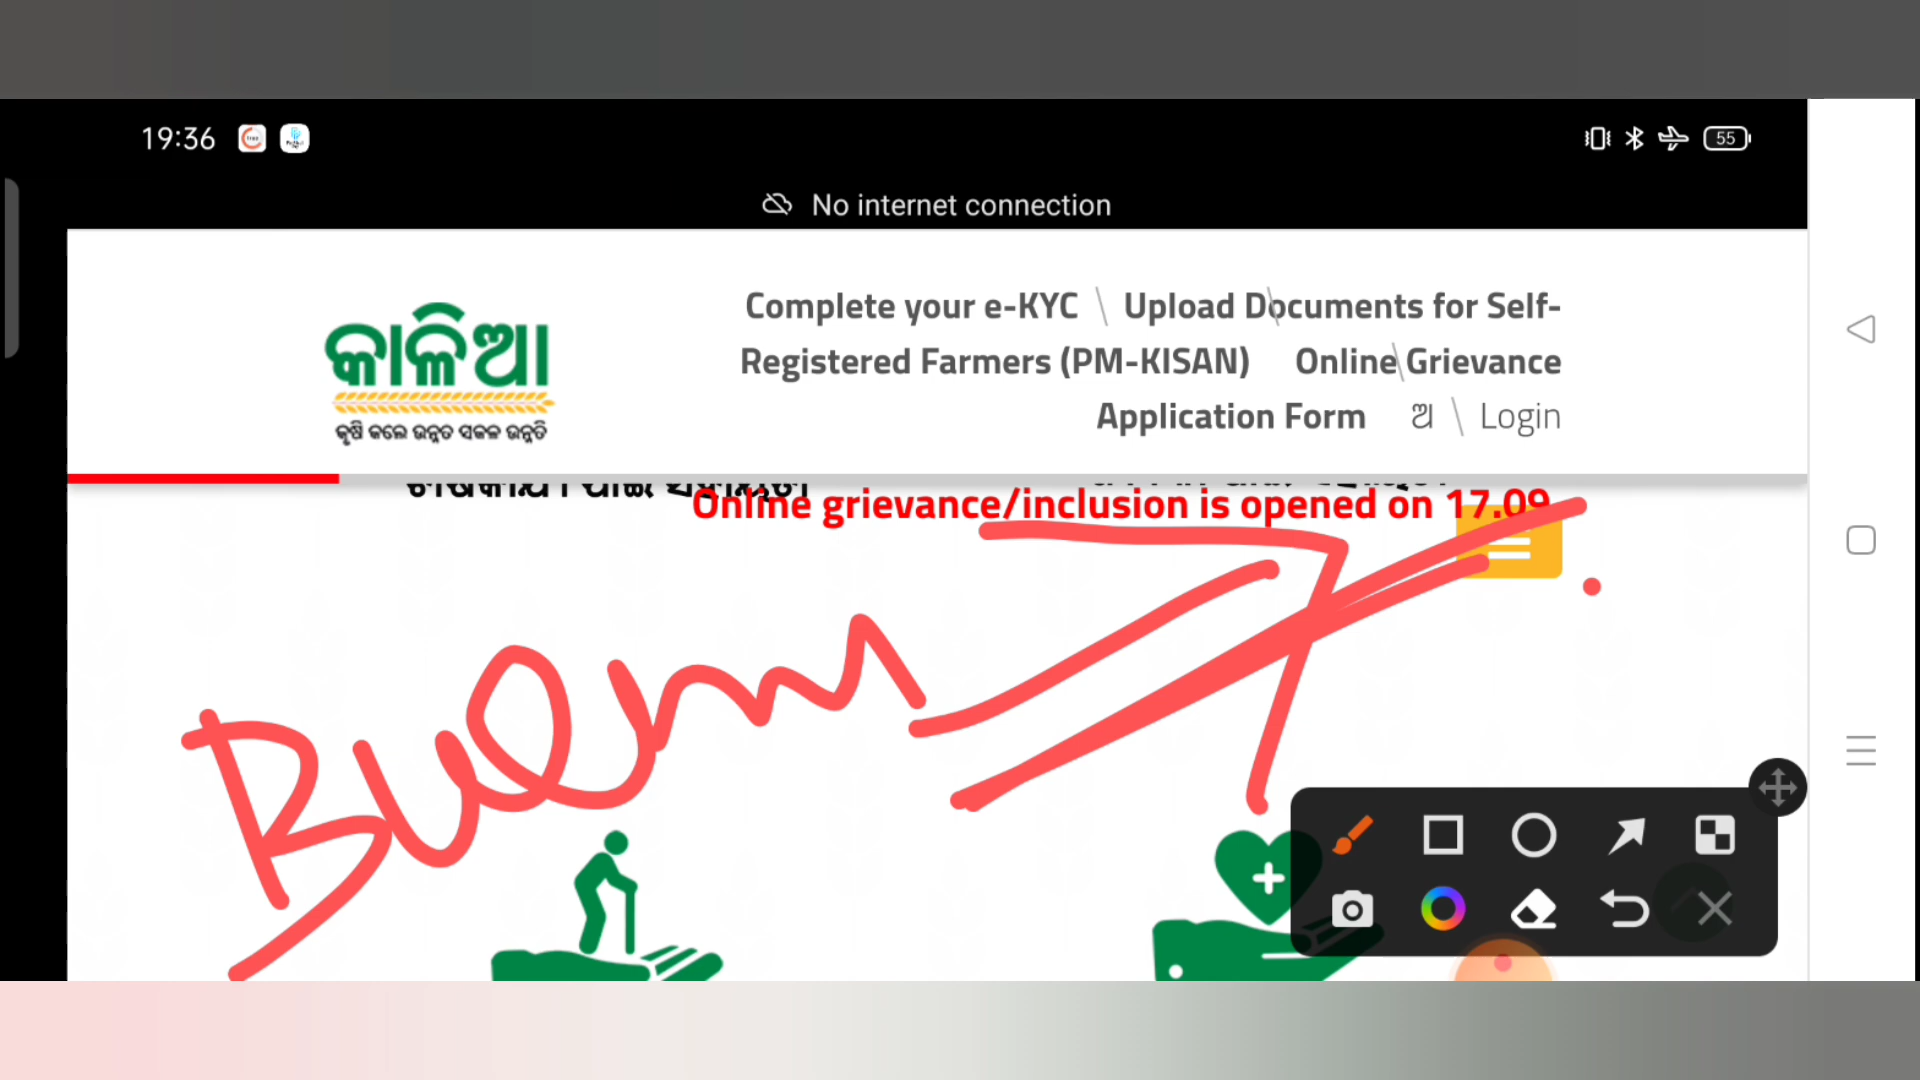 19:36
55
No internet connection
କାଳିଆ
କୃଷି କଲେ ଉନ୍ନତ ସକଳ ଉନ୍ନତି
Complete your e-KYC \ Upload Documents for Self-
Registered Farmers (PM-KISAN) \ Online Grievance
Application Form \ ଅ \ Login
Online grievance/inclusion is opened on 17.09